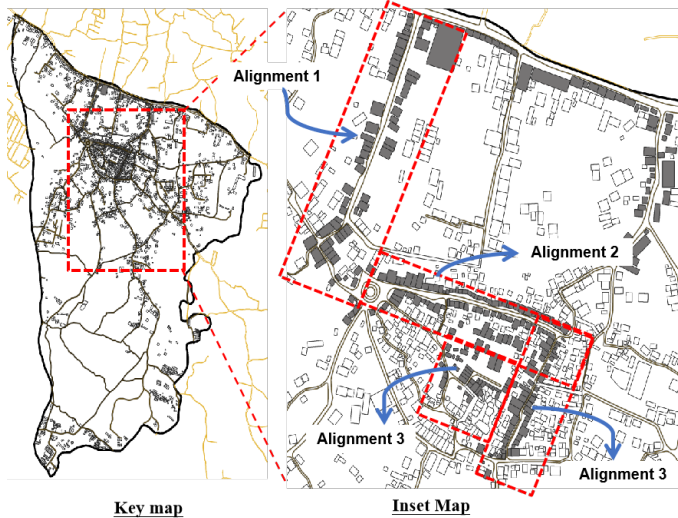 Alignment 1
Alignment 2
Alignment 3
Alignment 3
Key map
Inset Map